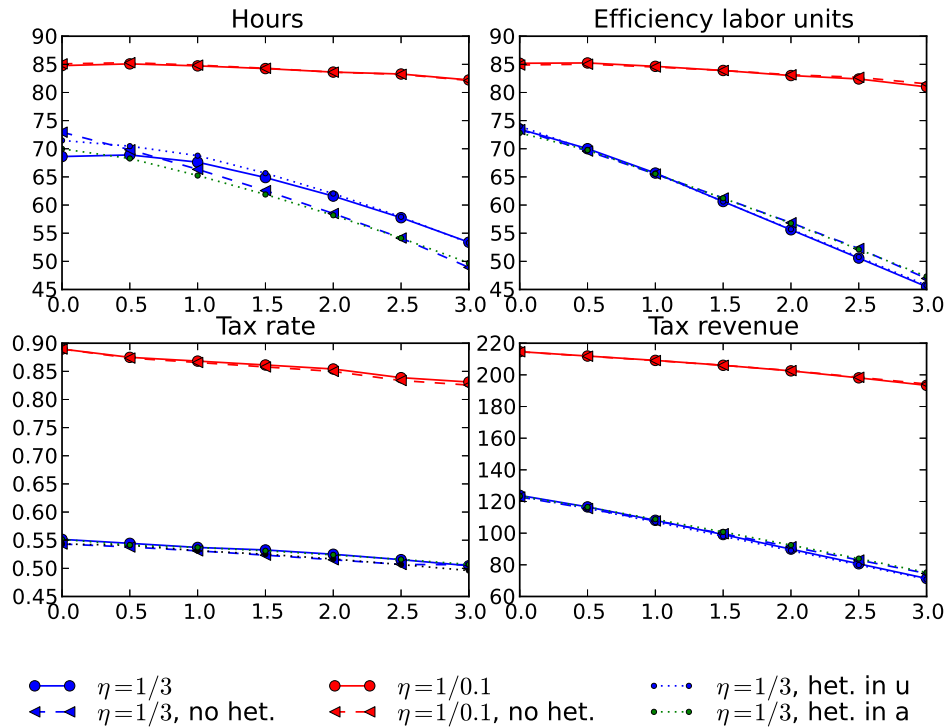 Hours
Efficiency labor units
90
85
80
75
70
65
60
55
50
45
0.0 0.5 1.0 1.5 2.0 2.5 3.0
90
85
80
75
70
65
60
55
50
45
0.0 0.5 1.0 1.5 2.0 2.5 3.0
Tax rate
Tax revenue
0.90
0.85
0.80
0.75
0.70
0.65
0.60
0.55
0.50
0.45
0.0 0.5 1.0 1.5 2.0 2.5 3.0
220
200
180
160
140
120
100
80
60
0.0 0.5 1.0 1.5 2.0 2.5 3.0
η=1/3
η=1/3, no het.
η=1/0.1
η=1/0.1, no het.
η=1/3, het. in u
η=1/3, het. in a